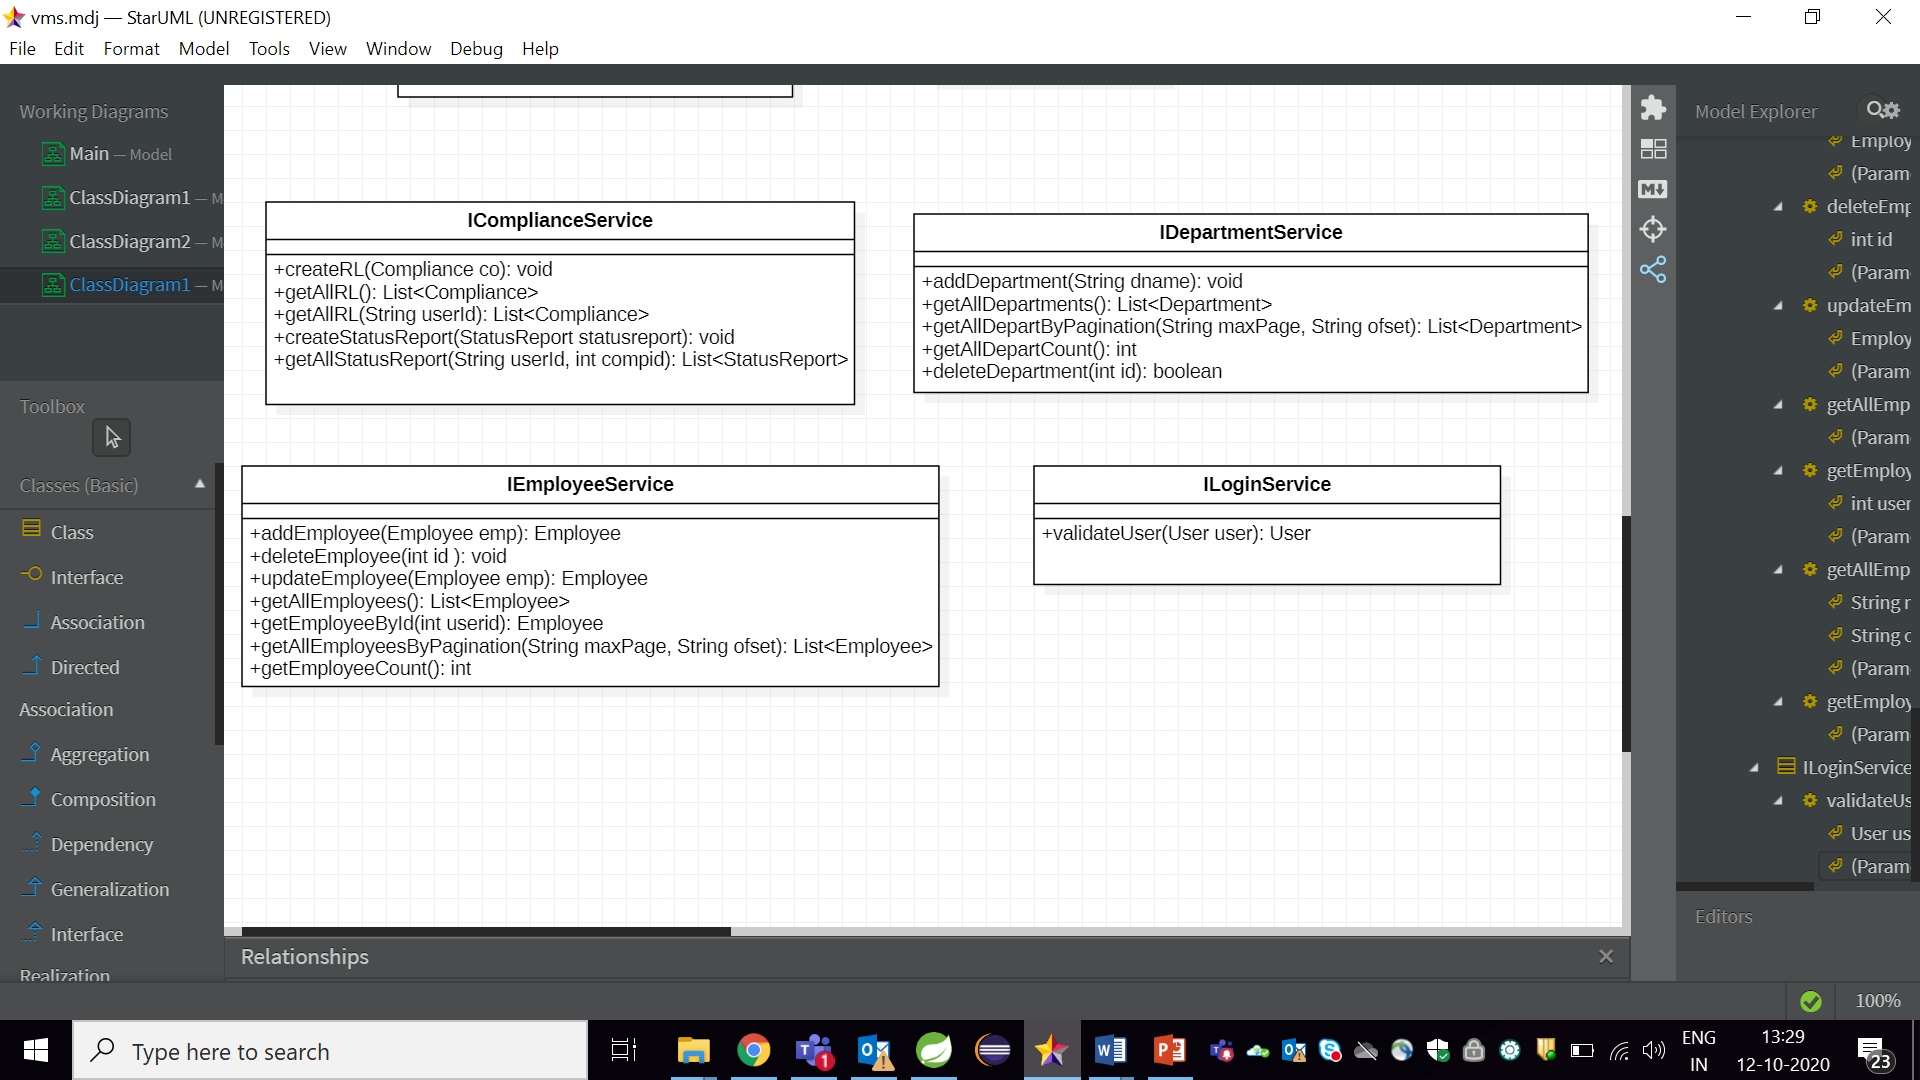 vms.mdj — StarUML (UNREGISTERED)
File Edit Format Model Tools View Window Debug Help
Working Diagrams
Main — Model
ClassDiagram1 — M
ClassDiagram2 — M
ClassDiagram1 — M
Toolbox
Classes (Basic)
Class
Interface
Association
Directed
Association
Aggregation
Composition
Dependency
Generalization
Interface
Realization
IComplianceService
+createRL(Compliance co): void
+getAllRL(): List<Compliance>
+getAllRL(String userId): List<Compliance>
+createStatusReport(StatusReport statusreport): void
+getAllStatusReport(String userId, int compid): List<StatusReport>
IDepartmentService
+addDepartment(String dname): void
+getAllDepartments(): List<Department>
+getAllDepartByPagination(String maxPage, String ofset): List<Department>
+getAllDepartCount(): int
+deleteDepartment(int id): boolean
IEmployeeService
+addEmployee(Employee emp): Employee
+deleteEmployee(int id ): void
+updateEmployee(Employee emp): Employee
+getAllEmployees(): List<Employee>
+getEmployeeById(int userid): Employee
+getAllEmployeesByPagination(String maxPage, String ofset): List<Employee>
+getEmployeeCount(): int
ILoginService
+validateUser(User user): User
Relationships
Model Explorer
Employ
(Param
deleteEmp
int id
(Param
updateEm
Employ
(Param
getAllEmp
(Param
getEmploy
int user
(Param
getAllEmp
String r
String o
(Param
getEmploy
(Param
ILoginService
validateUs
User us
(Param
Editors
100%
Type here to search
1
ENG
IN
13:29
12-10-2020
23